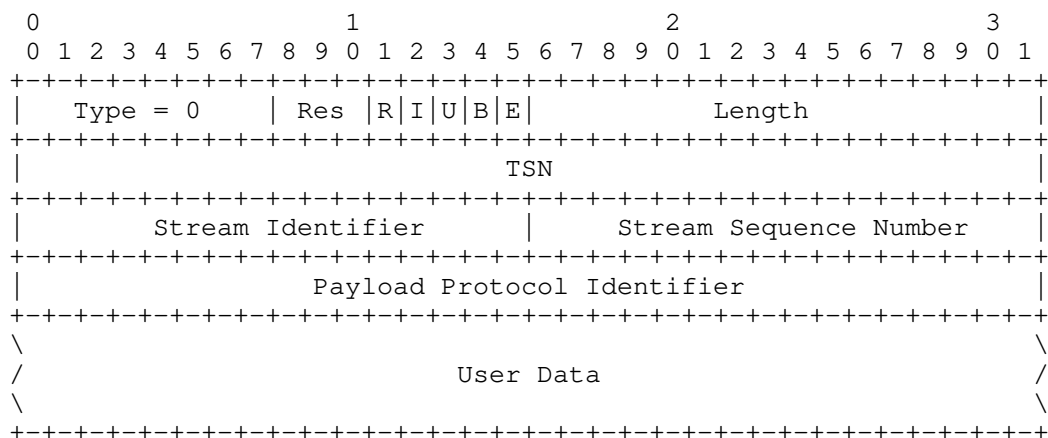 0                   1                   2                   3
 0 1 2 3 4 5 6 7 8 9 0 1 2 3 4 5 6 7 8 9 0 1 2 3 4 5 6 7 8 9 0 1
+-+-+-+-+-+-+-+-+-+-+-+-+-+-+-+-+-+-+-+-+-+-+-+-+-+-+-+-+-+-+-+-+
|   Type = 0    | Res |R|I|U|B|E|           Length              |
+-+-+-+-+-+-+-+-+-+-+-+-+-+-+-+-+-+-+-+-+-+-+-+-+-+-+-+-+-+-+-+-+
|                              TSN                              |
+-+-+-+-+-+-+-+-+-+-+-+-+-+-+-+-+-+-+-+-+-+-+-+-+-+-+-+-+-+-+-+-+
|        Stream Identifier      |     Stream Sequence Number    |
+-+-+-+-+-+-+-+-+-+-+-+-+-+-+-+-+-+-+-+-+-+-+-+-+-+-+-+-+-+-+-+-+
|                  Payload Protocol Identifier                  |
+-+-+-+-+-+-+-+-+-+-+-+-+-+-+-+-+-+-+-+-+-+-+-+-+-+-+-+-+-+-+-+-+
\                                                               \
/                           User Data                           /
\                                                               \
+-+-+-+-+-+-+-+-+-+-+-+-+-+-+-+-+-+-+-+-+-+-+-+-+-+-+-+-+-+-+-+-+